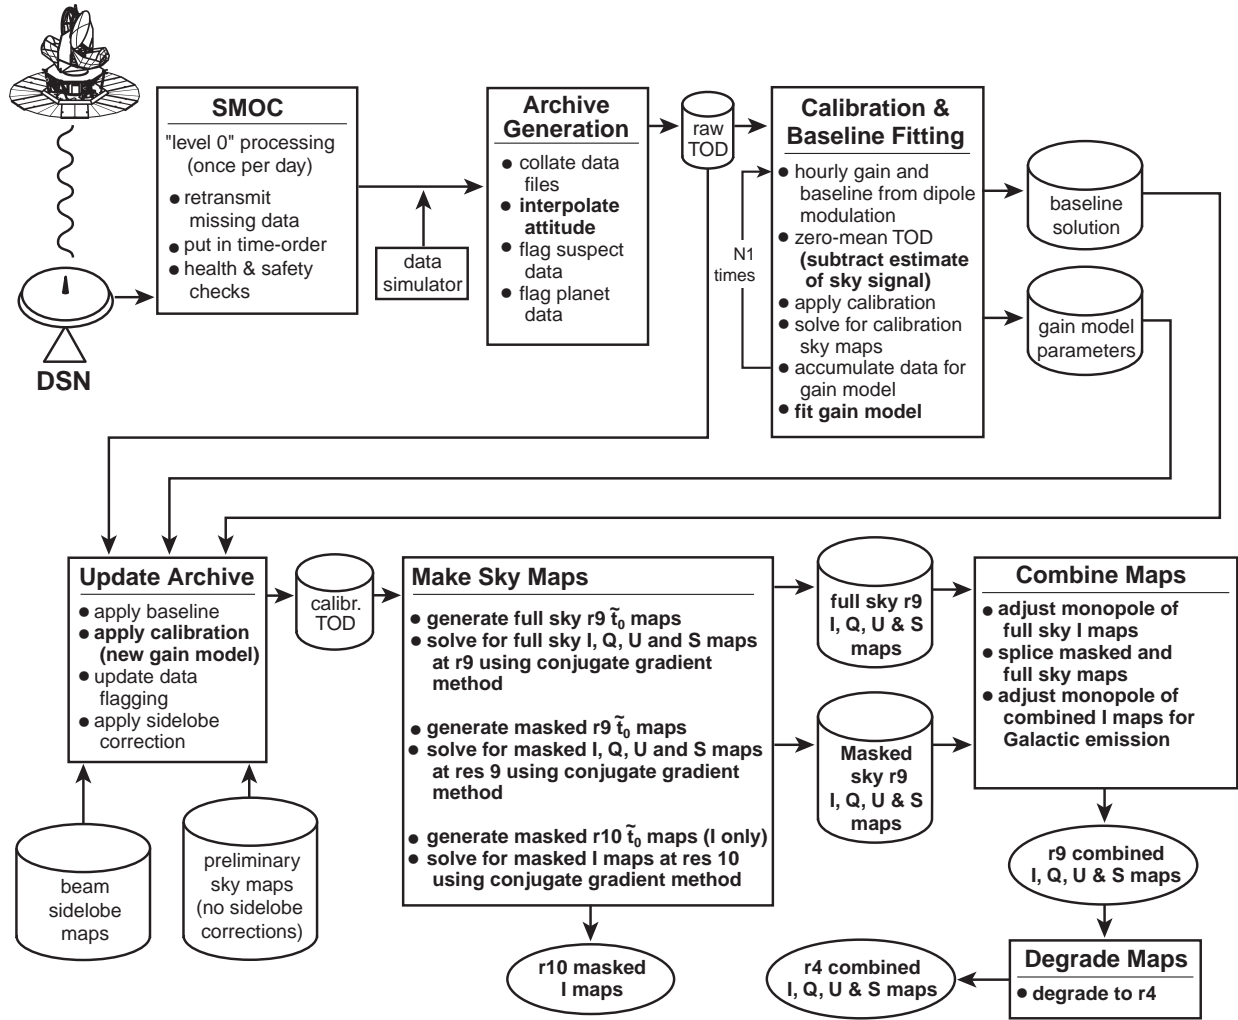 DSN
SMOC
"level 0" processing
(once per day)
● retransmit
missing data
● put in time-order
● health & safety
checks
data
simulator
Archive
Generation
● collate data
files
● interpolate
attitude
● flag suspect
data
● flag planet
data
raw
TOD
Calibration &
Baseline Fitting
● hourly gain and
baseline from dipole
modulation
● zero-mean TOD
(subtract estimate
of sky signal)
● apply calibration
● solve for calibration
sky maps
● accumulate data for
gain model
● fit gain model
N1
times
baseline
solution
gain model
parameters
Update Archive
● apply baseline
● apply calibration
(new gain model)
● update data
flagging
● apply sidelobe
correction
beam
sidelobe
maps
preliminary
sky maps
(no sidelobe
corrections)
calibr.
TOD
Make Sky Maps
● generate full sky r9 t̃₀ maps
● solve for full sky I, Q, U and S maps
at r9 using conjugate gradient
method
● generate masked r9 t̃₀ maps
● solve for masked I, Q, U and S maps
at res 9 using conjugate gradient
method
● generate masked r10 t̃₀ maps (I only)
● solve for masked I maps at res 10
using conjugate gradient method
r10 masked
I maps
full sky r9
I, Q, U & S
maps
Masked
sky r9
I, Q, U & S
maps
Combine Maps
● adjust monopole of
full sky I maps
● splice masked and
full sky maps
● adjust monopole of
combined I maps for
Galactic emission
r9 combined
I, Q, U & S maps
Degrade Maps
● degrade to r4
r4 combined
I, Q, U & S maps